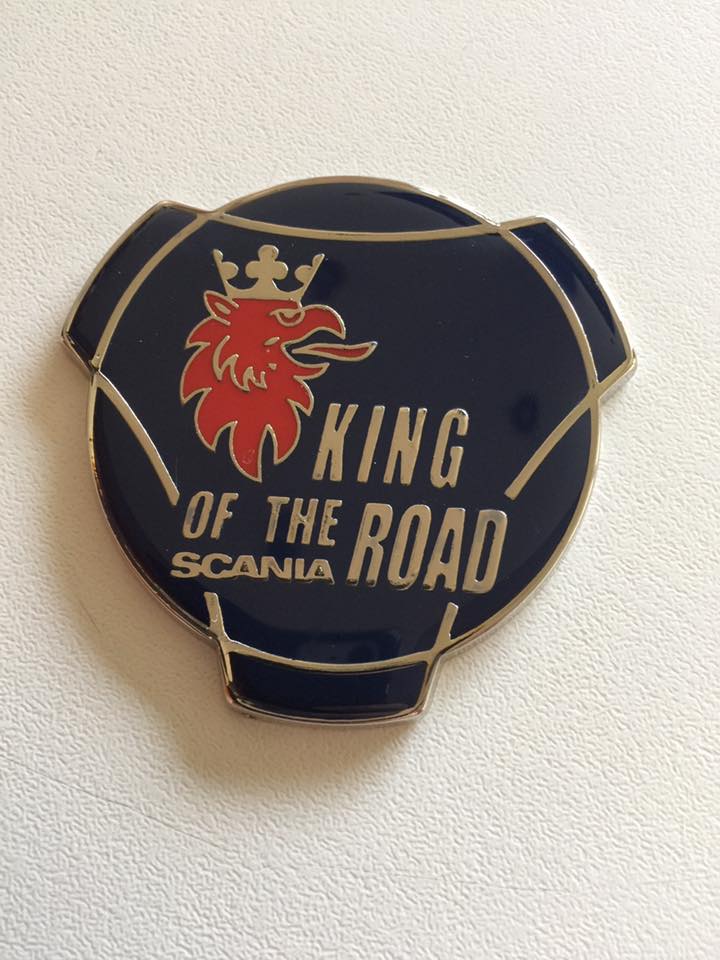 KING
OF THE ROAD
SCANIA